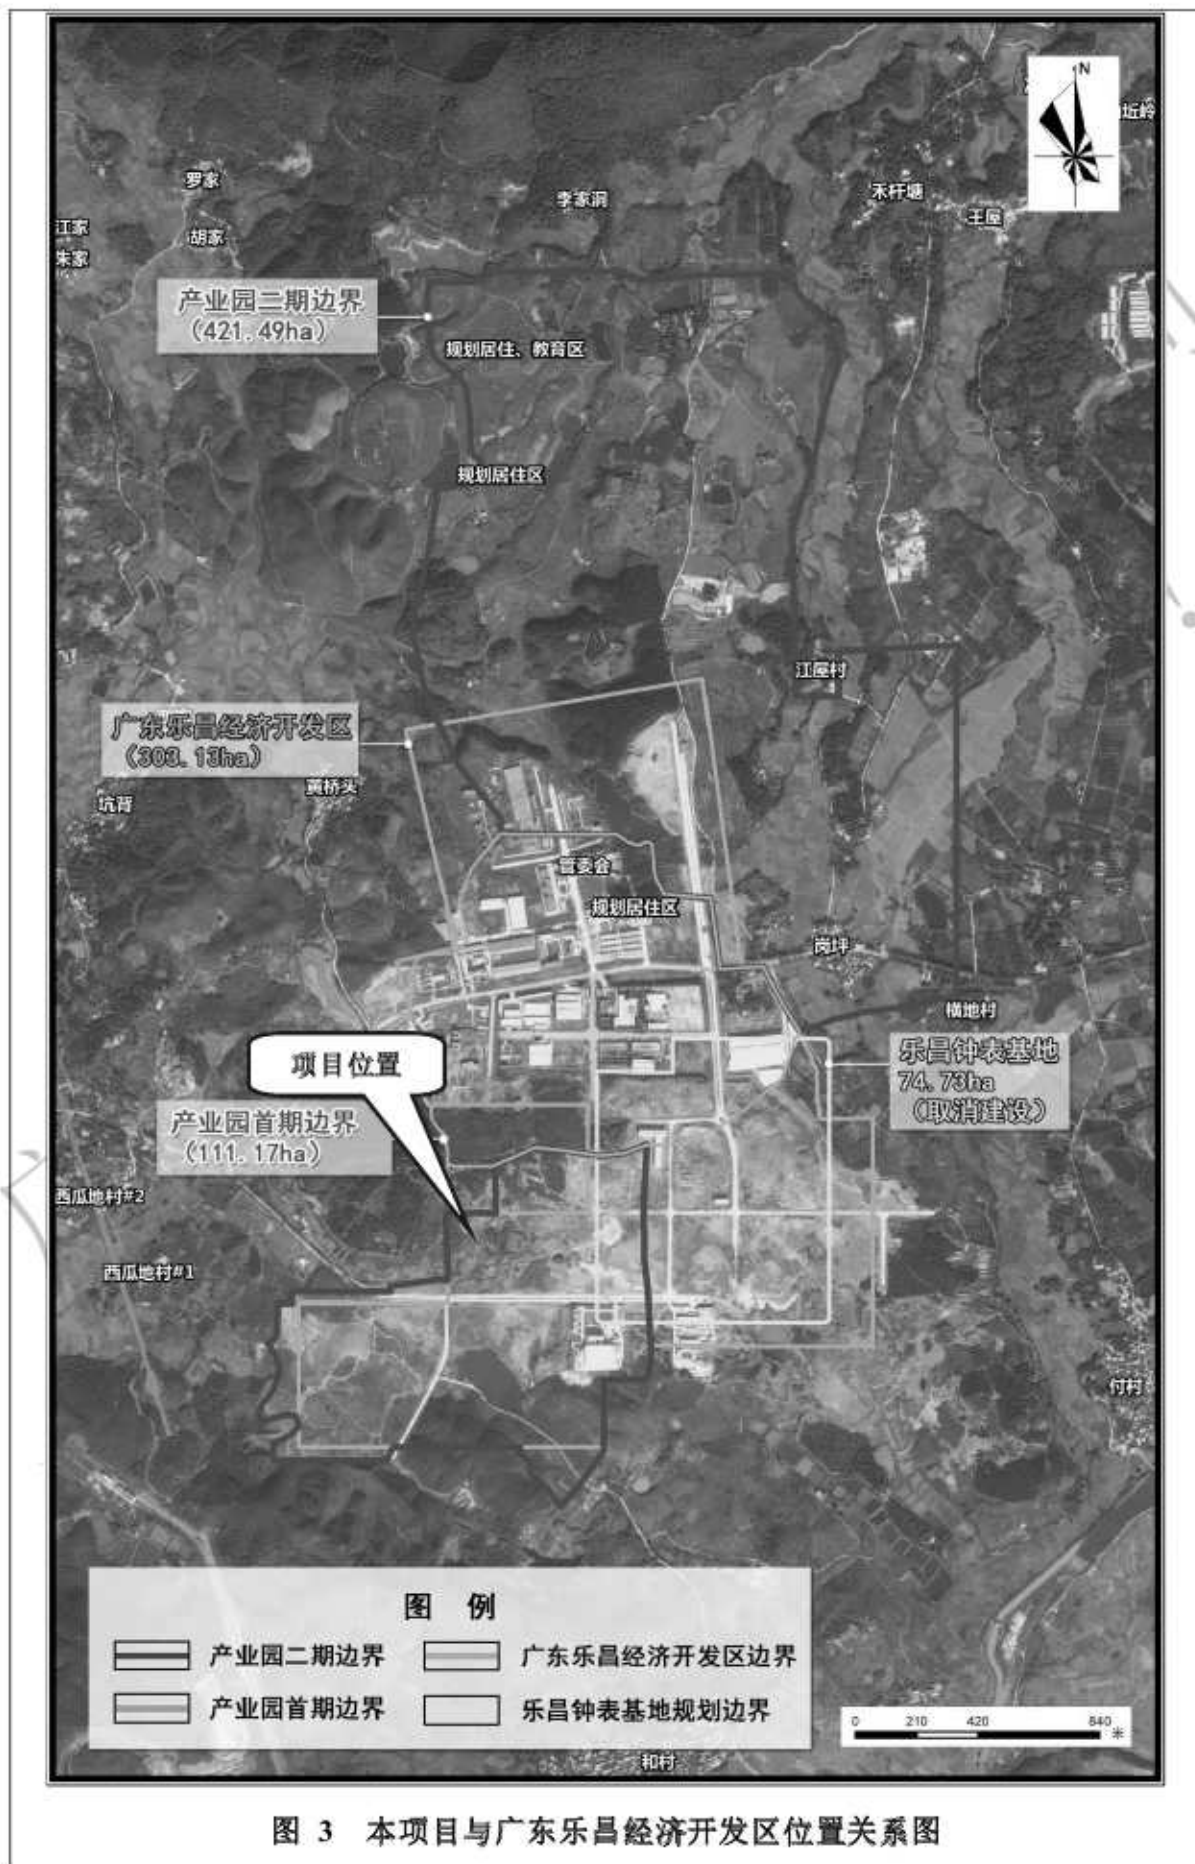 N
坵岭
罗家
李家洞
禾杆塘
王屋
江家
胡家
朱家
产业园二期边界
(421.49ha)
规划居住、教育区
规划居住区
江屋村
广东乐昌经济开发区
(303.13ha)
黄桥头
坑背
管委会
规划居住区
岗坪
横地村
项目位置
乐昌钟表基地
74.73ha
(取消建设)
产业园首期边界
(111.17ha)
西瓜地村#2
西瓜地村#1
付村
图 例
产业园二期边界
广东乐昌经济开发区边界
产业园首期边界
乐昌钟表基地规划边界
0 210 420 840 米
和村
图 3 本项目与广东乐昌经济开发区位置关系图